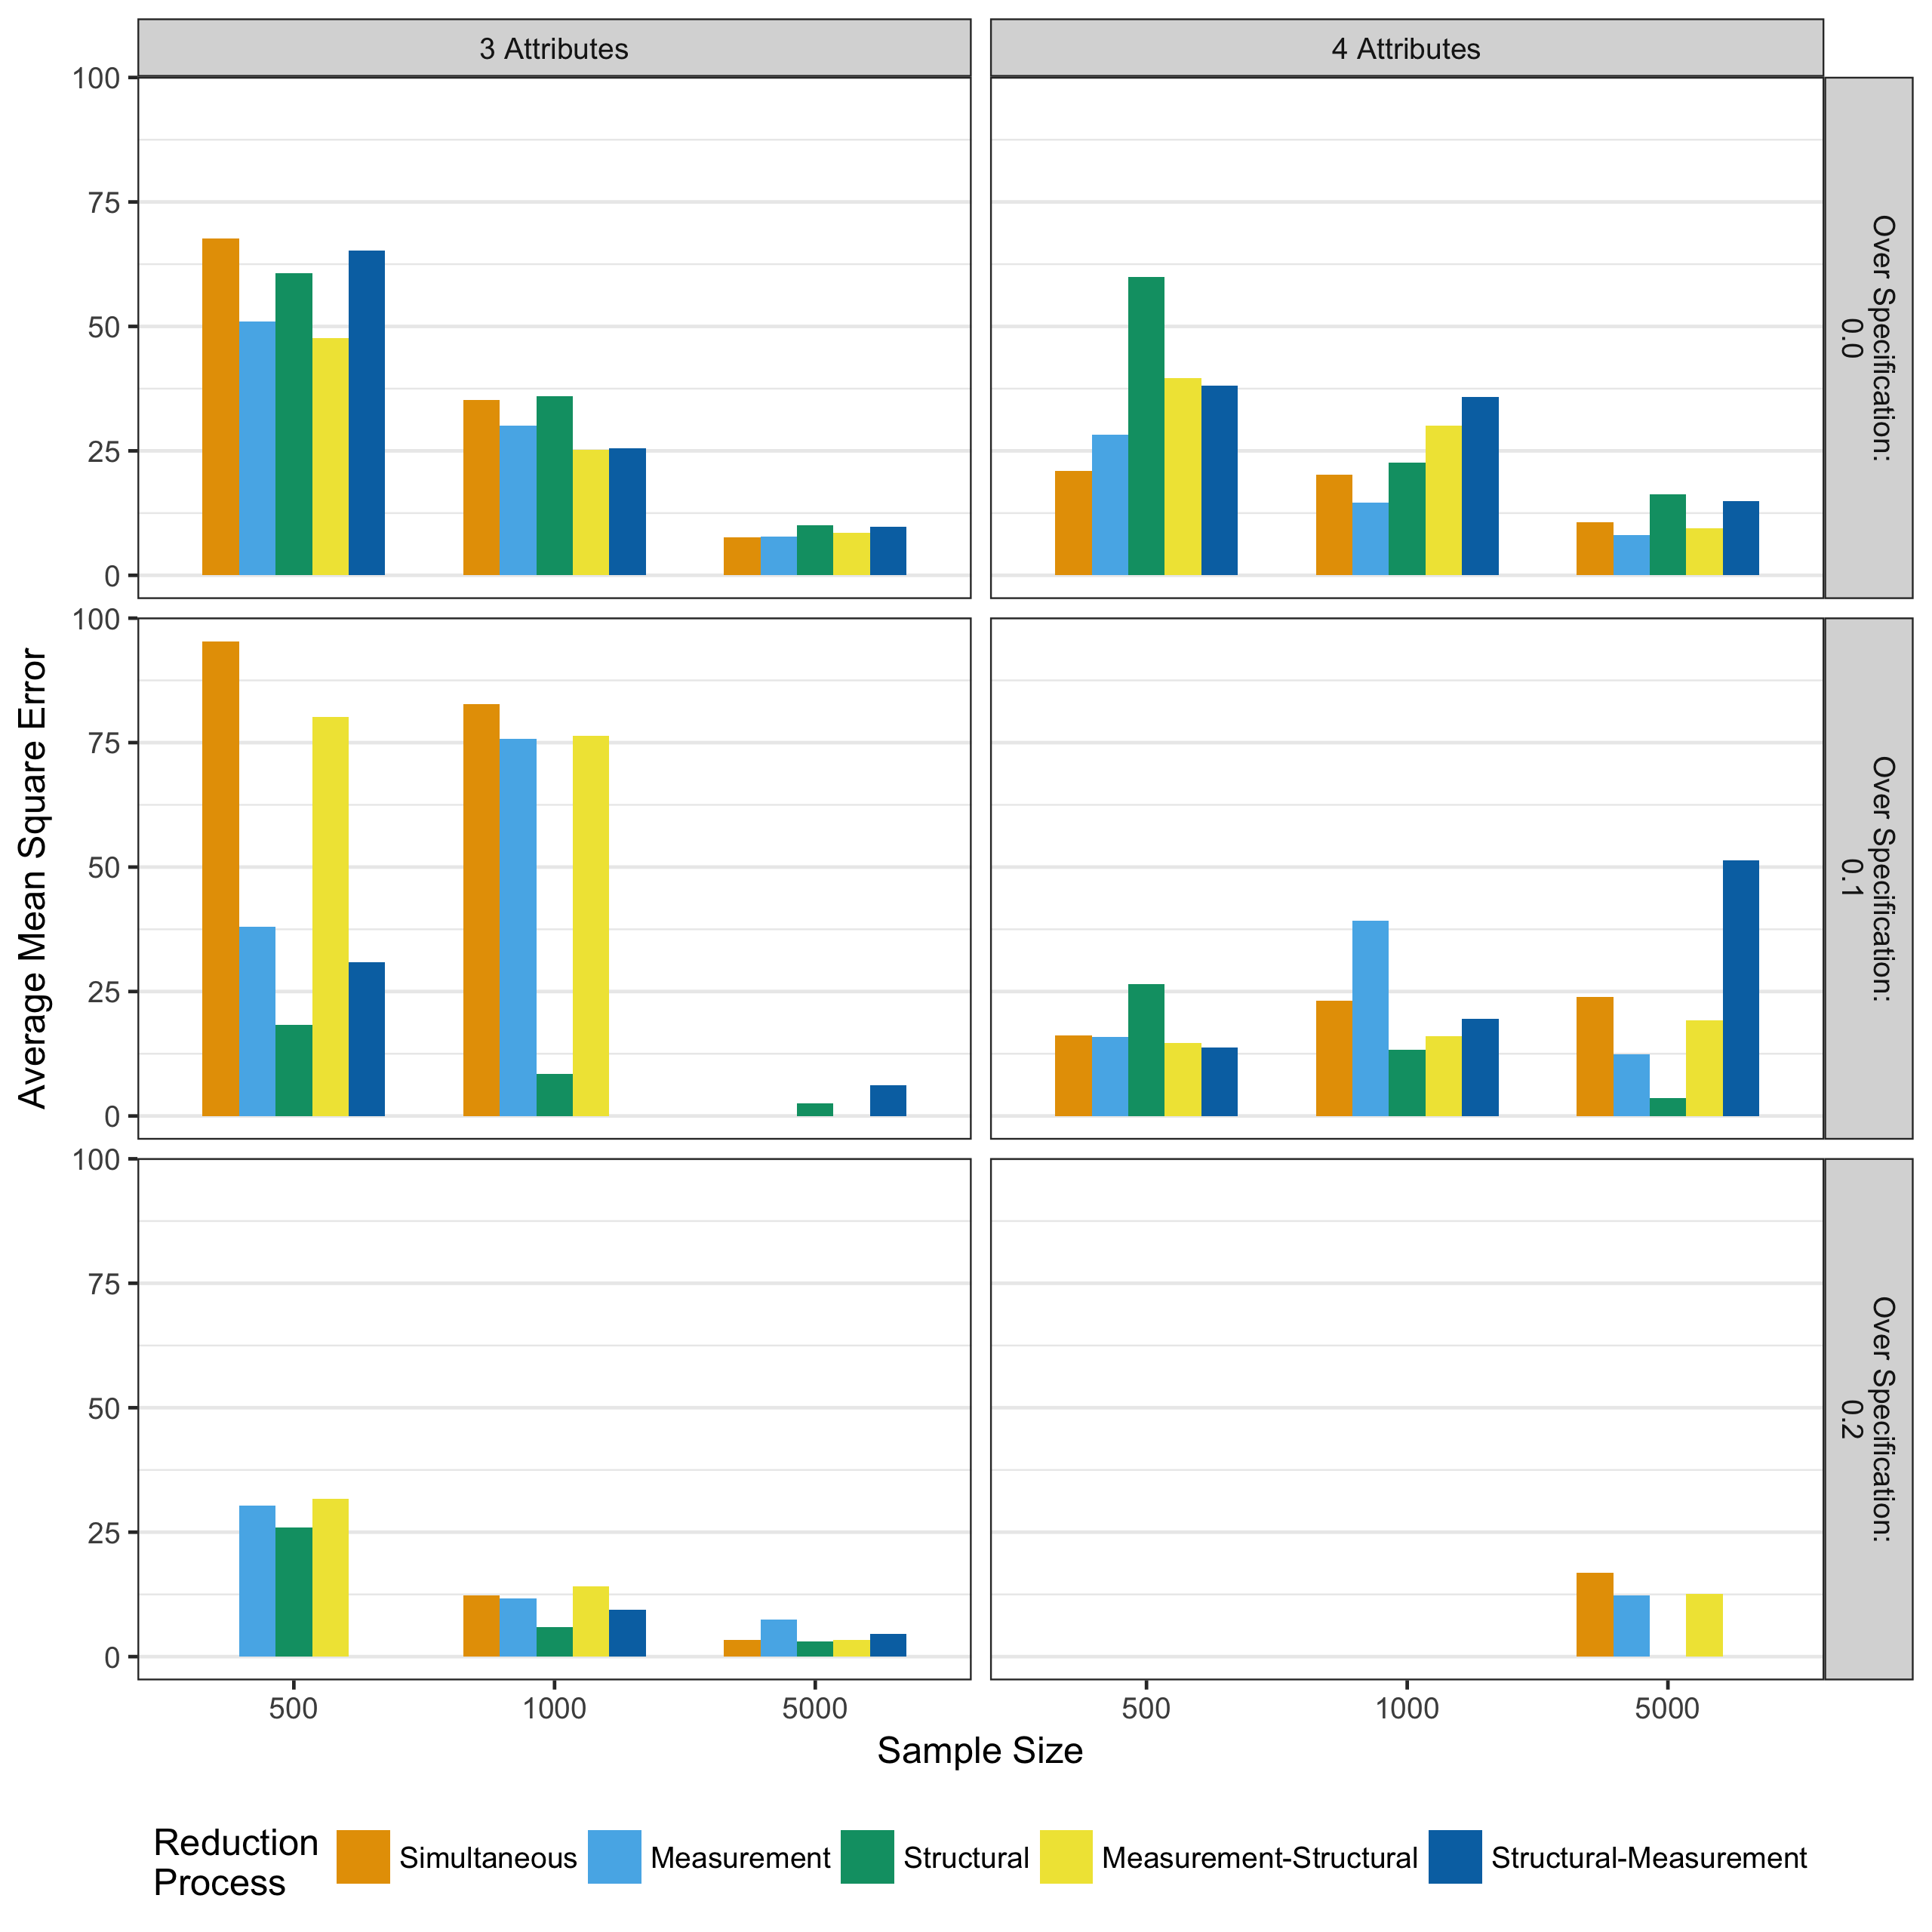 3 Attributes
4 Attributes
100
75
50
25
0
Over Specification:
0.0
100
75
50
25
0
Over Specification:
0.1
100
75
50
25
0
Over Specification:
0.2
Average Mean Square Error
500
1000
5000
500
1000
5000
Sample Size
Reduction
Process
Simultaneous
Measurement
Structural
Measurement-Structural
Structural-Measurement